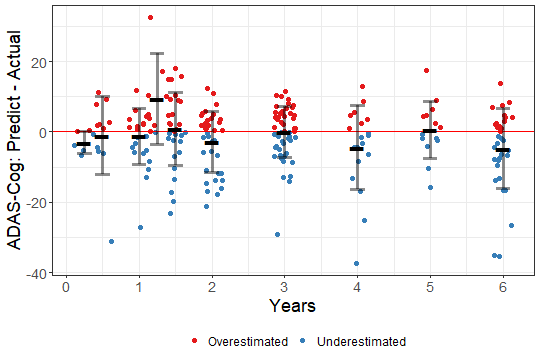 ADAS-Cog: Predict - Actual
20
0
-20
-40
0 1 2 3 4 5 6
Years
Overestimated Underestimated